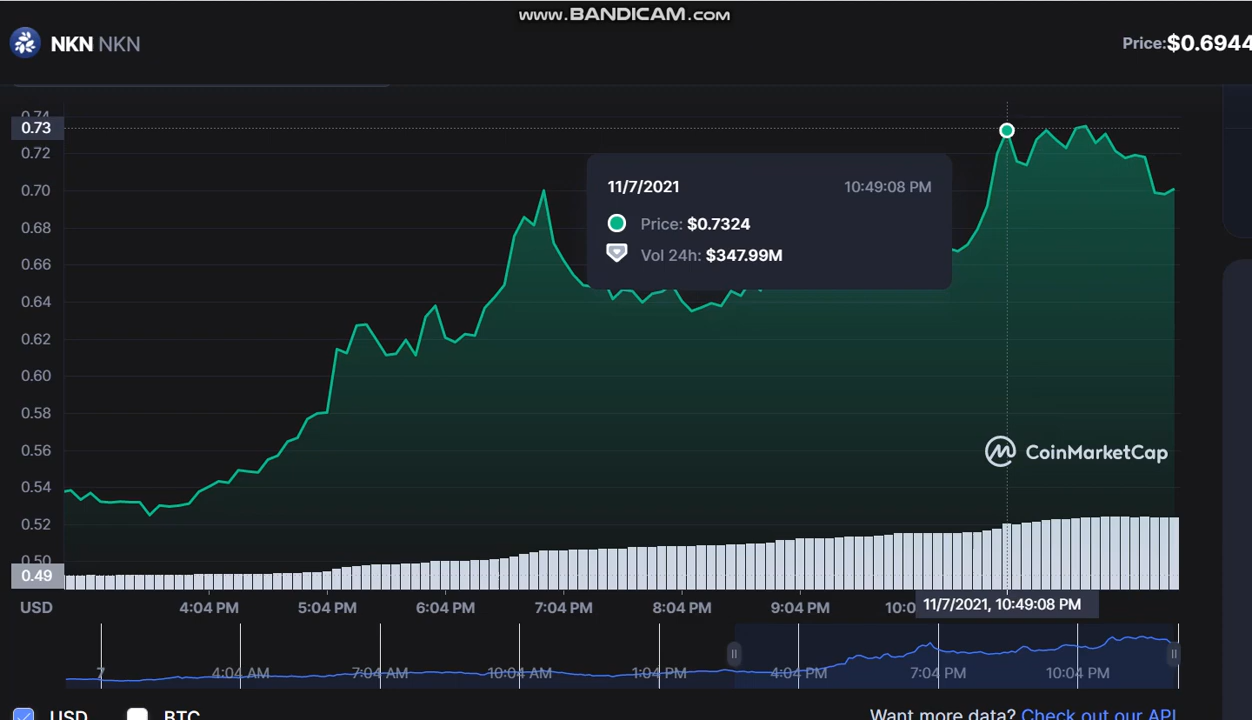 www.BANDICAM.com
NKN NKN
Price:$0.6944
0.74
0.73
0.72
0.70
0.68
0.66
0.64
0.62
0.60
0.58
0.56
0.54
0.52
0.50
0.49
11/7/2021 10:49:08 PM
Price: $0.7324
Vol 24h: $347.99M
CoinMarketCap
USD 4:04 PM 5:04 PM 6:04 PM 7:04 PM 8:04 PM 9:04 PM 10:0 11/7/2021, 10:49:08 PM
7 4:04 AM 7:04 AM 10:04 AM 1:04 PM 4:04 PM 7:04 PM 10:04 PM
USD BTC Want more data? Check out our API